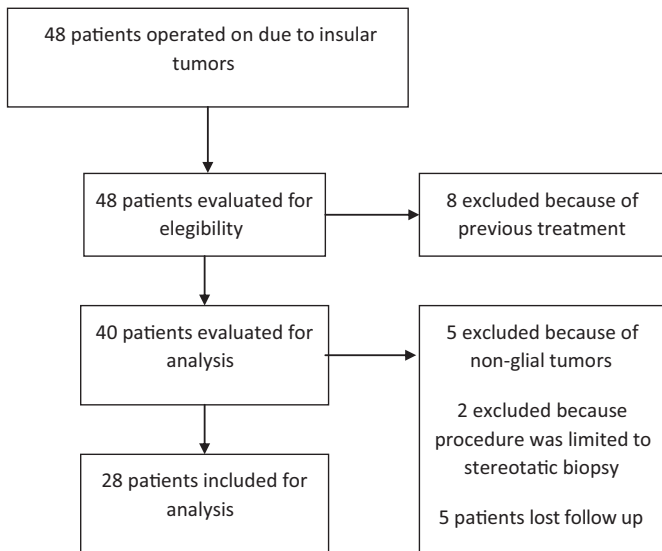 48 patients operated on due to insular
tumors
48 patients evaluated for
elegibility
8 excluded because of
previous treatment
40 patients evaluated for
analysis
5 excluded because of
non-glial tumors
2 excluded because
procedure was limited to
stereotatic biopsy
5 patients lost follow up
28 patients included for
analysis